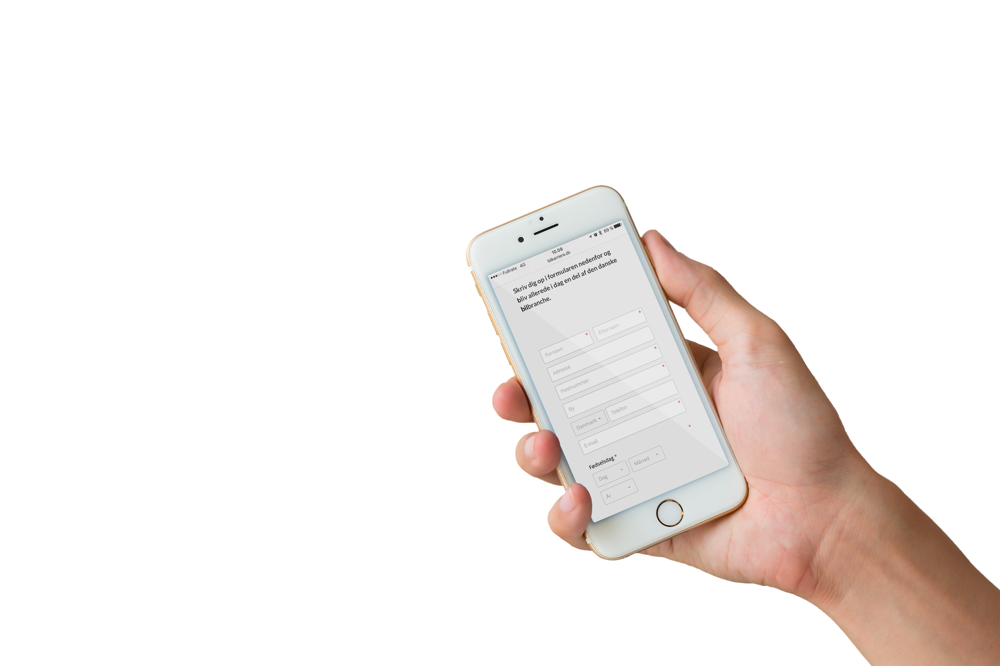 ●●●○○ Fullrate 4G 10.08 89 %
bilkarriere.dk
Skriv dig op i formularen nedenfor og
bliv allerede i dag en del af den danske
bilbranche.
Fornavn * Efternavn *
Adresse
Postnummer *
By *
Danmark Telefon
E-mail *
*
Fødselsdag *
Dag Måned
År